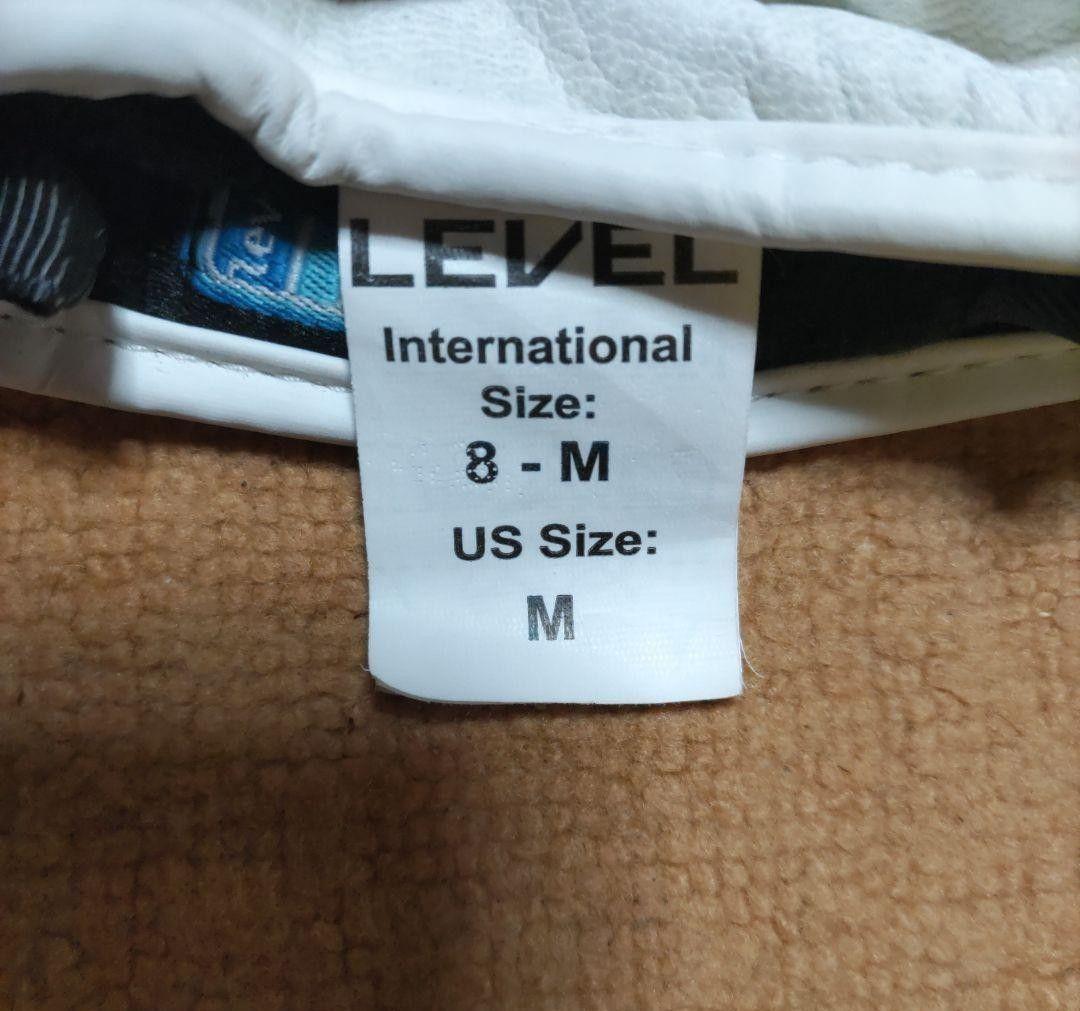 LEVEL
International
Size:
8 - M
US Size:
M